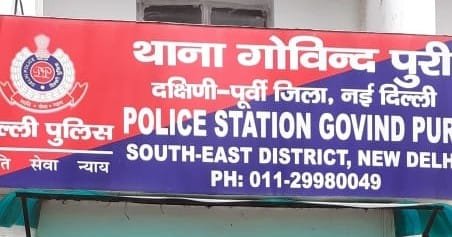 थाना गोविन्द पुरी
दक्षिणी-पूर्वी जिला, नई दिल्ली
ल्ली पुलिस
POLICE STATION GOVIND PUR
ति सेवा न्याय
SOUTH-EAST DISTRICT, NEW DELH
PH: 011-29980049